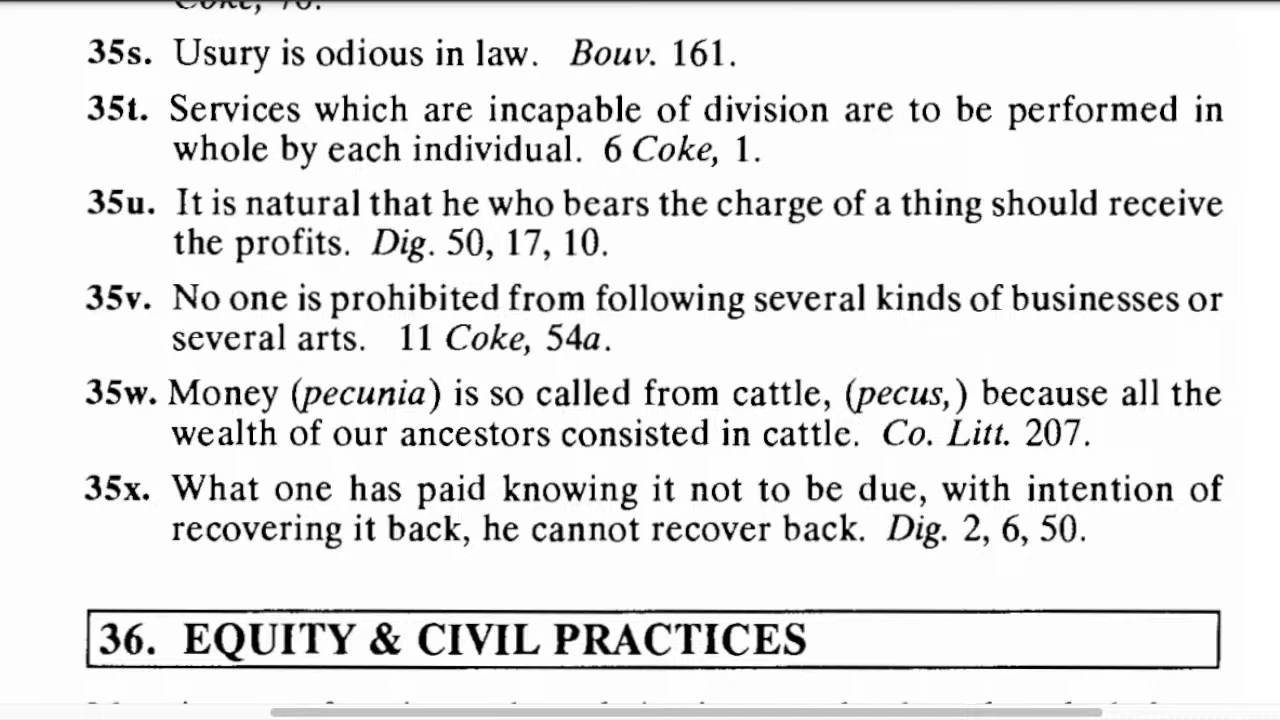 35s. Usury is odious in law. Bouv. 161.
35t. Services which are incapable of division are to be performed in
whole by each individual. 6 Coke, 1.
35u. It is natural that he who bears the charge of a thing should receive
the profits. Dig. 50, 17, 10.
35v. No one is prohibited from following several kinds of businesses or
several arts. 11 Coke, 54a.
35w. Money (pecunia) is so called from cattle, (pecus,) because all the
wealth of our ancestors consisted in cattle. Co. Litt. 207.
35x. What one has paid knowing it not to be due, with intention of
recovering it back, he cannot recover back. Dig. 2, 6, 50.
36. EQUITY & CIVIL PRACTICES